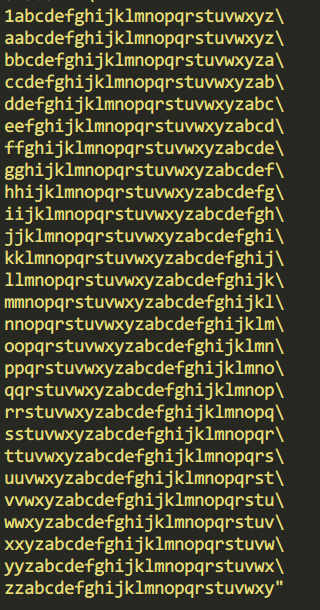 1abcdefghijklmnopqrstuvwxyz\
aabcdefghijklmnopqrstuvwxyz\
bbcdefghijklmnopqrstuvwxyza\
ccdefghijklmnopqrstuvwxyzab\
ddefghijklmnopqrstuvwxyzabc\
eefghijklmnopqrstuvwxyzabcd\
ffghijklmnopqrstuvwxyzabcde\
gghijklmnopqrstuvwxyzabcdef\
hhijklmnopqrstuvwxyzabcdefg\
iijklmnopqrstuvwxyzabcdefgh\
jjklmnopqrstuvwxyzabcdefghi\
kklmnopqrstuvwxyzabcdefghij\
llmnopqrstuvwxyzabcdefghijk\
mmnopqrstuvwxyzabcdefghijkl\
nnopqrstuvwxyzabcdefghijklm\
oopqrstuvwxyzabcdefghijklmn\
ppqrstuvwxyzabcdefghijklmno\
qqrstuvwxyzabcdefghijklmnop\
rrstuvwxyzabcdefghijklmnopq\
sstuvwxyzabcdefghijklmnopqr\
ttuvwxyzabcdefghijklmnopqrs\
uuvwxyzabcdefghijklmnopqrst\
vvwxyzabcdefghijklmnopqrstu\
wwxyzabcdefghijklmnopqrstuv\
xxyzabcdefghijklmnopqrstuvw\
yyzabcdefghijklmnopqrstuvwx\
zzabcdefghijklmnopqrstuvwxy"